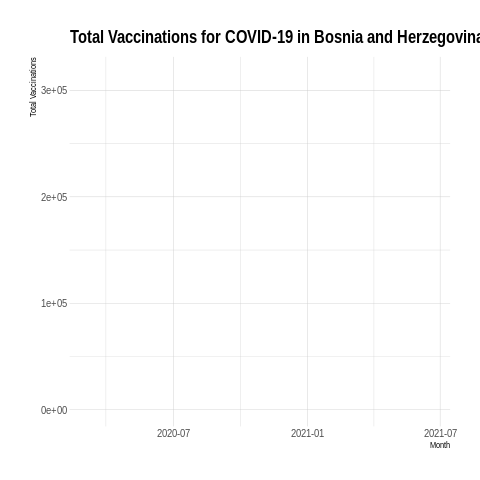 Total Vaccinations for COVID-19 in Bosnia and Herzegovina
Total Vaccinations
3e+05
2e+05
1e+05
0e+00
2020-07 2021-01 2021-07
Month